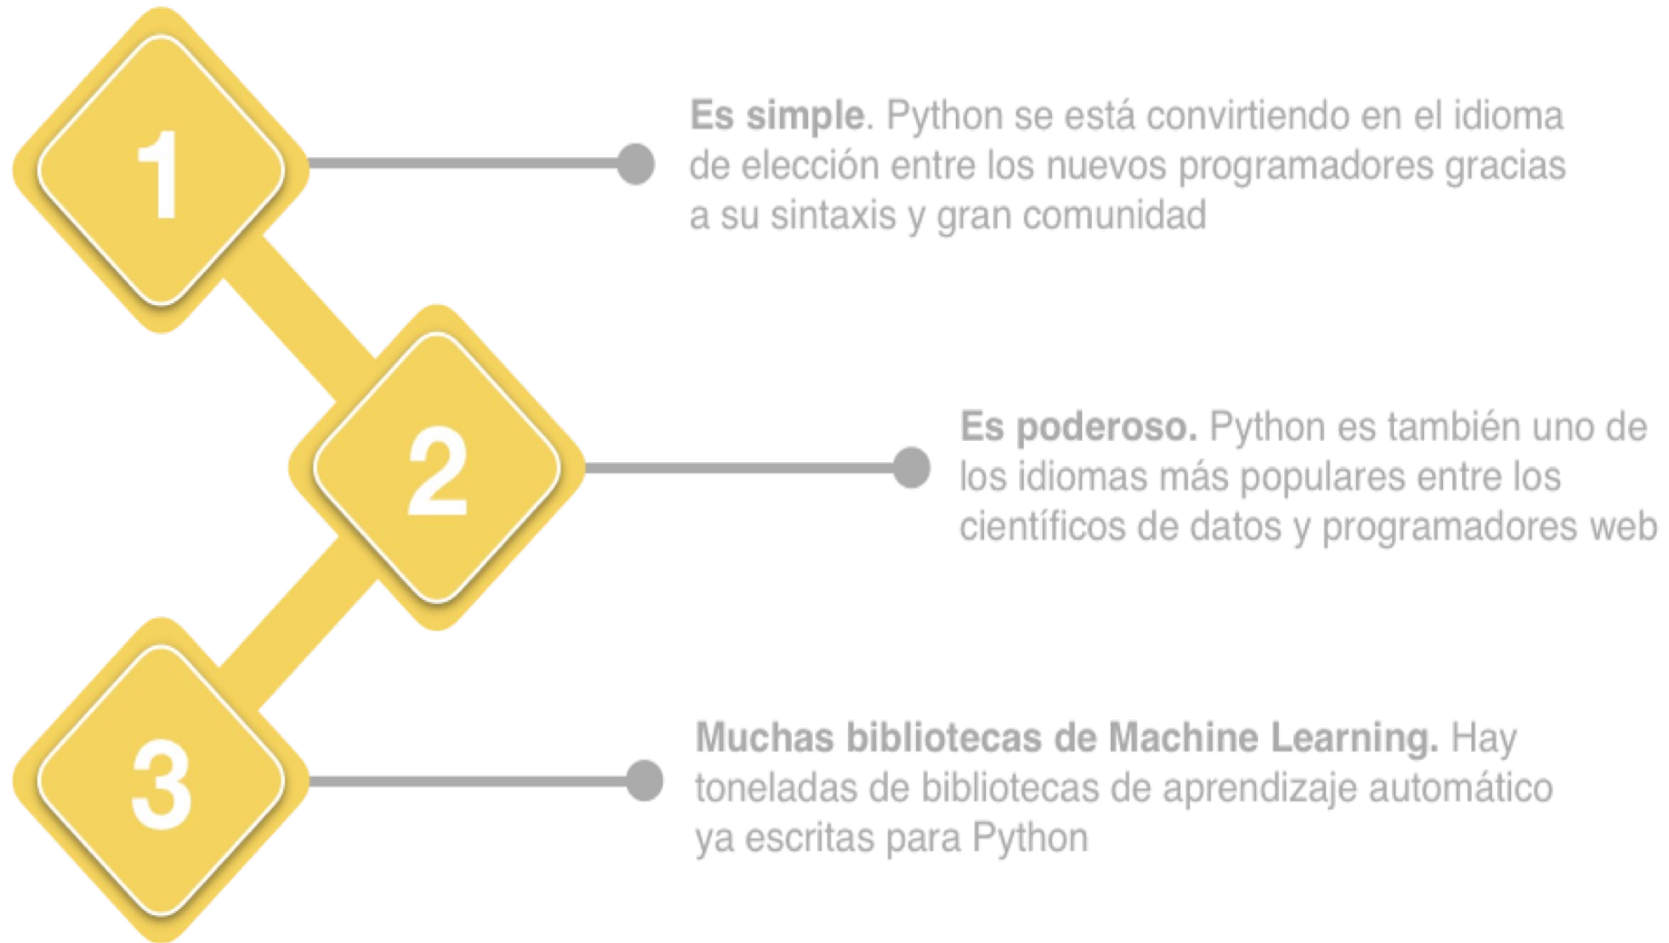 1
Es simple. Python se está convirtiendo en el idioma
de elección entre los nuevos programadores gracias
a su sintaxis y gran comunidad
2
Es poderoso. Python es también uno de
los idiomas más populares entre los
científicos de datos y programadores web
3
Muchas bibliotecas de Machine Learning. Hay
toneladas de bibliotecas de aprendizaje automático
ya escritas para Python